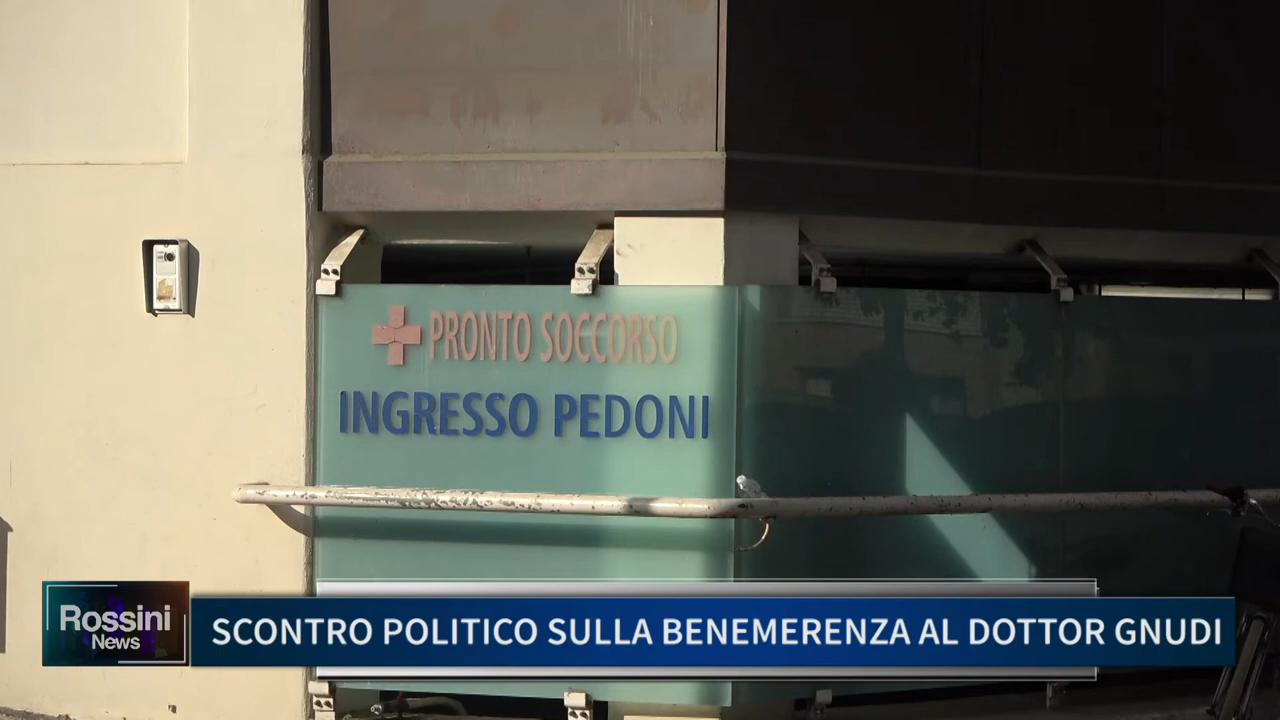 PRONTO SOCCORSO
INGRESSO PEDONI
Rossini
News
SCONTRO POLITICO SULLA BENEMERENZA AL DOTTOR GNUDI